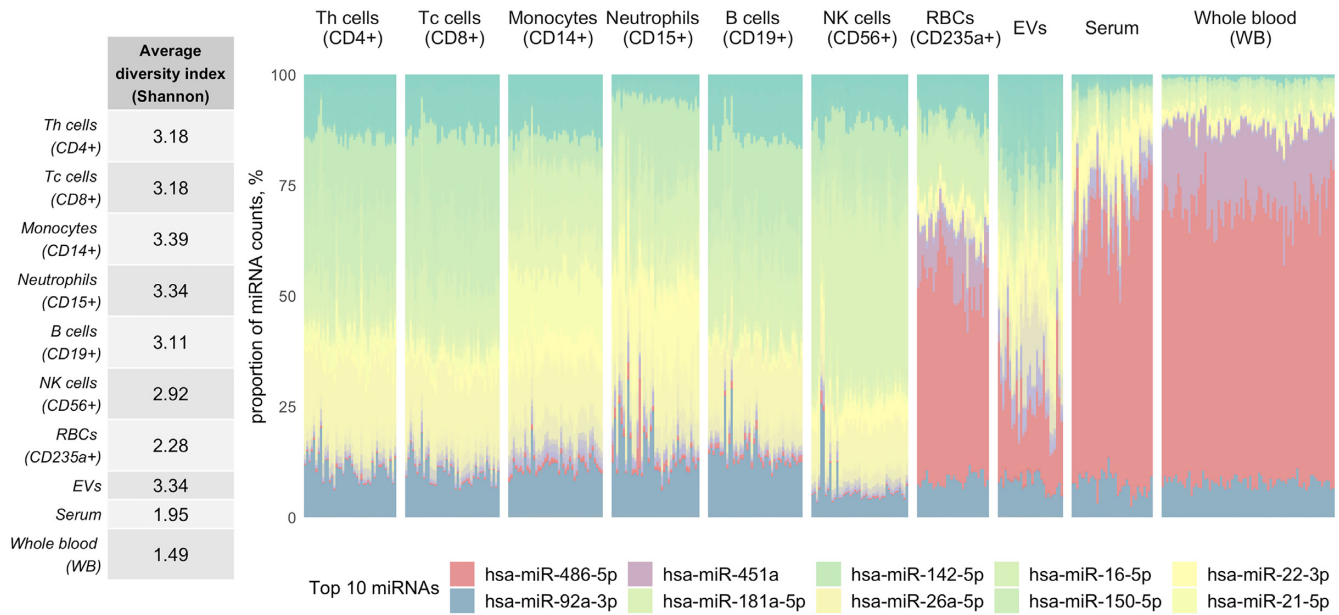 Average
diversity index
(Shannon)
Th cells
(CD4+)
3.18
Tc cells
(CD8+)
3.18
Monocytes
(CD14+)
3.39
Neutrophils
(CD15+)
3.34
B cells
(CD19+)
3.11
NK cells
(CD56+)
2.92
RBCs
(CD235a+)
2.28
EVs
3.34
Serum
1.95
Whole blood
(WB)
1.49
Th cells
(CD4+)
Tc cells
(CD8+)
Monocytes
(CD14+)
Neutrophils
(CD15+)
B cells
(CD19+)
NK cells
(CD56+)
RBCs
(CD235a+)
EVs
Serum
Whole blood
(WB)
proportion of miRNA counts, %
100
75
50
25
0
Top 10 miRNAs
hsa-miR-486-5p
hsa-miR-92a-3p
hsa-miR-451a
hsa-miR-181a-5p
hsa-miR-142-5p
hsa-miR-26a-5p
hsa-miR-16-5p
hsa-miR-150-5p
hsa-miR-22-3p
hsa-miR-21-5p